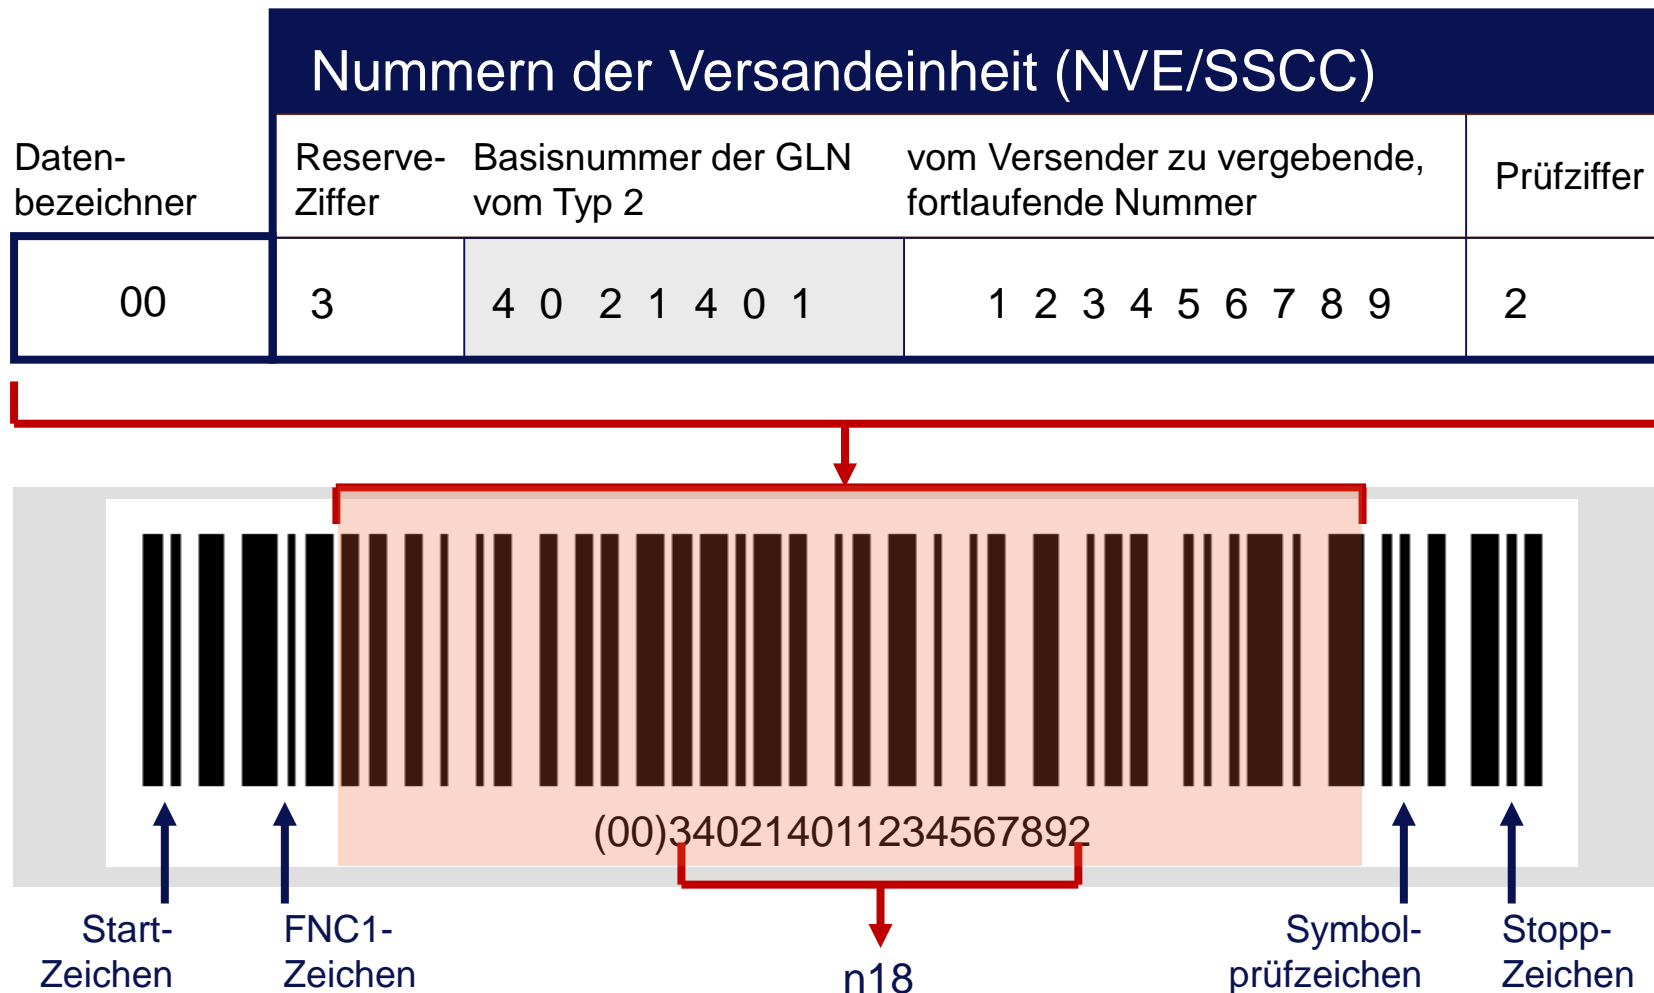 Nummern der Versandeinheit (NVE/SSCC)
Daten-
bezeichner
Reserve-
Ziffer
Basisnummer der GLN
vom Typ 2
vom Versender zu vergebende,
fortlaufende Nummer
Prüfziffer
00
3
4 0 2 1 4 0 1
1 2 3 4 5 6 7 8 9
2
(00)340214011234567892
Start-
Zeichen
FNC1-
Zeichen
n18
Symbol-
prüfzeichen
Stopp-
Zeichen